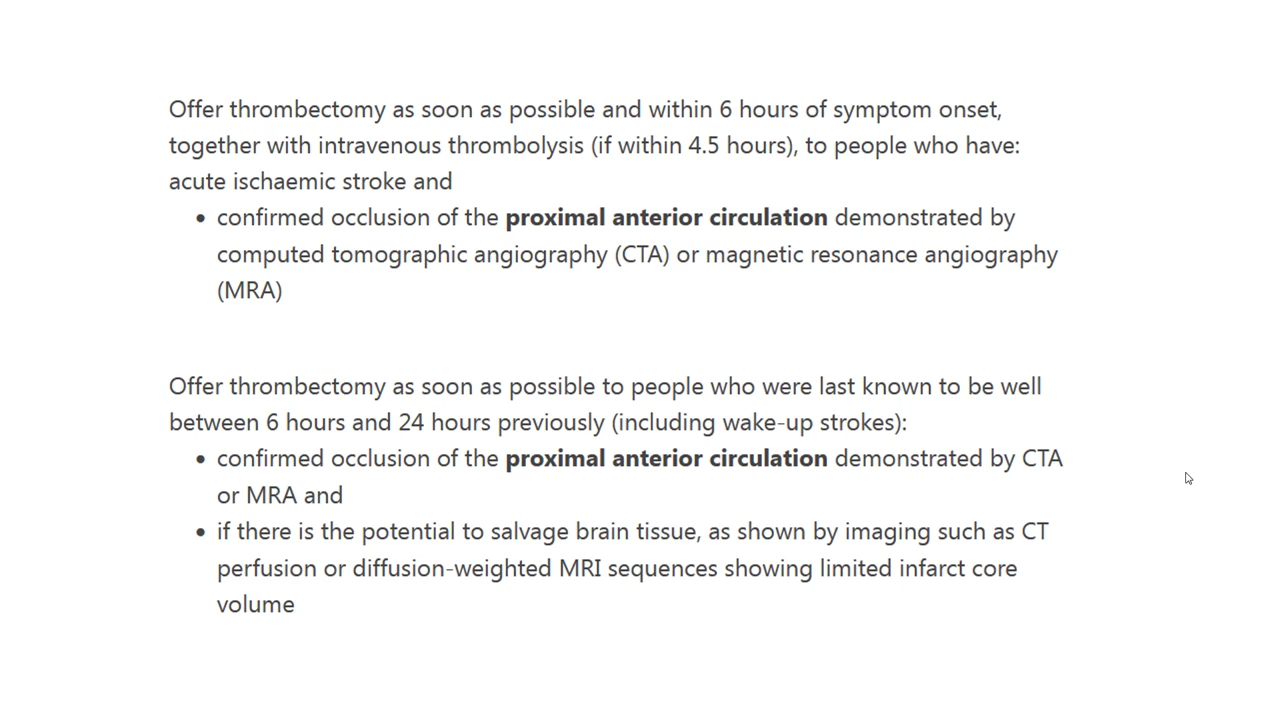 Offer thrombectomy as soon as possible and within 6 hours of symptom onset,
together with intravenous thrombolysis (if within 4.5 hours), to people who have:
acute ischaemic stroke and
• confirmed occlusion of the proximal anterior circulation demonstrated by
computed tomographic angiography (CTA) or magnetic resonance angiography
(MRA)
Offer thrombectomy as soon as possible to people who were last known to be well
between 6 hours and 24 hours previously (including wake-up strokes):
• confirmed occlusion of the proximal anterior circulation demonstrated by CTA
or MRA and
• if there is the potential to salvage brain tissue, as shown by imaging such as CT
perfusion or diffusion-weighted MRI sequences showing limited infarct core
volume